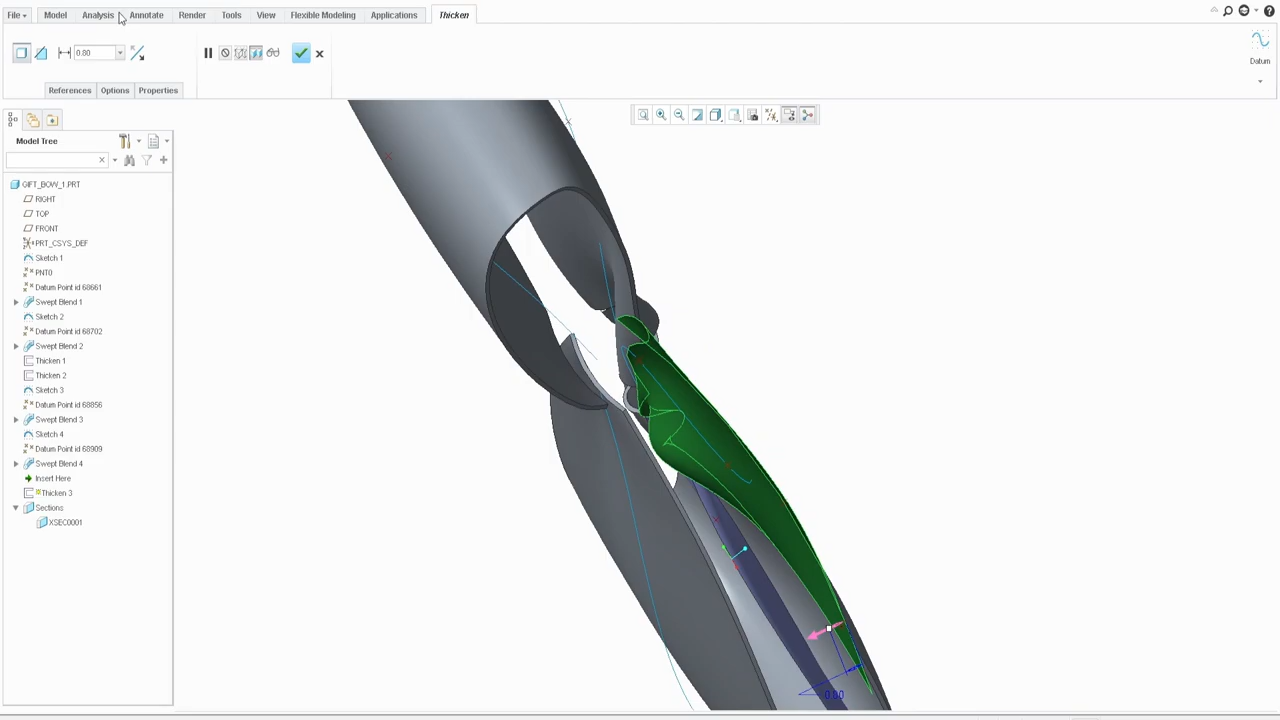 File
Model
Analysis
Annotate
Render
Tools
View
Flexible Modeling
Applications
Thicken
0.00
Datum
References
Options
Properties
Model Tree
GIFT_BOW_1.PRT
RIGHT
TOP
FRONT
PRT_CSYS_DEF
Sketch 1
PNT0
Datum Point id 68661
Swept Blend 1
Sketch 2
Datum Point id 68702
Swept Blend 2
Thicken 1
Thicken 2
Sketch 3
Datum Point id 68856
Swept Blend 3
Sketch 4
Datum Point id 68909
Swept Blend 4
Insert Here
Thicken 3
Sections
XSEC0001
0.00